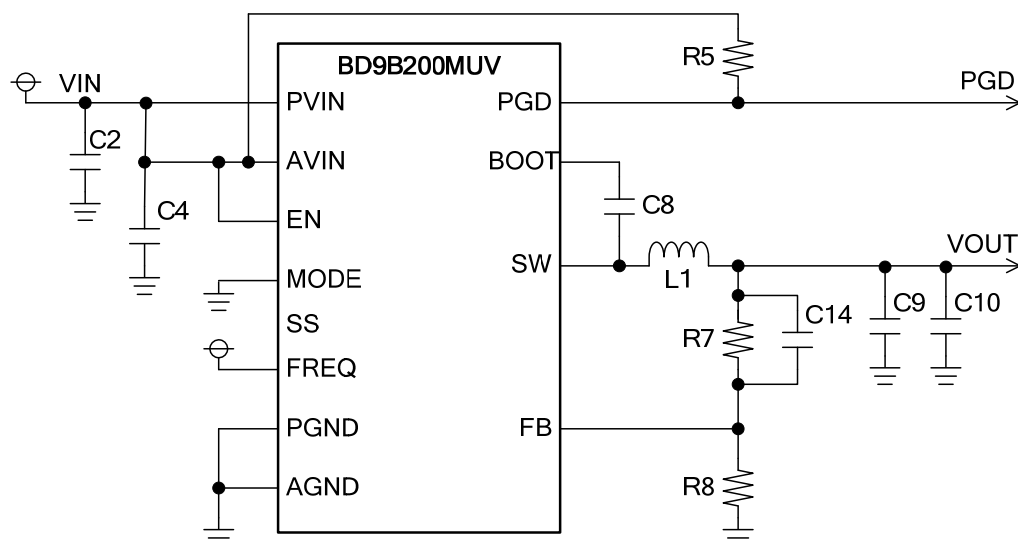 BD9B200MUV
R5
VIN
PVIN
PGD
PGD
C2
AVIN
BOOT
C4
EN
C8
SW
VOUT
MODE
L1
SS
C14
C9
C10
R7
FREQ
PGND
FB
AGND
R8